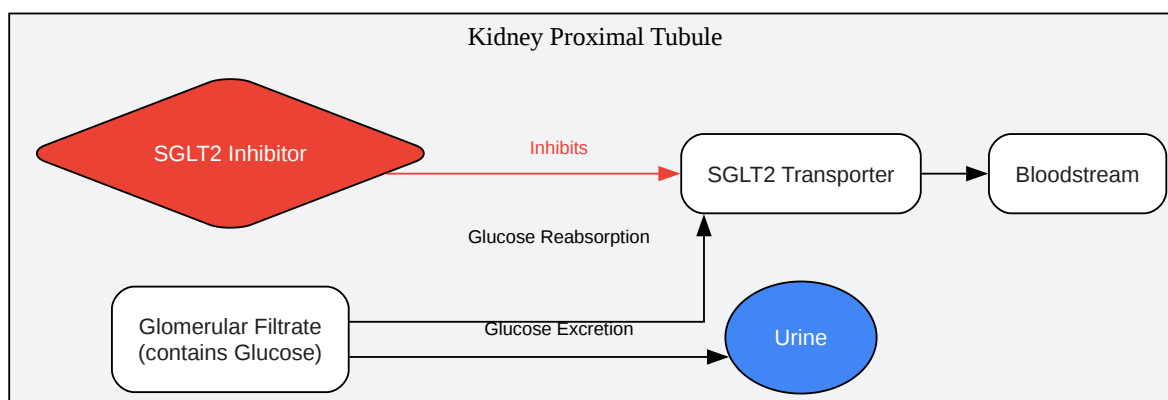 Kidney Proximal Tubule
SGLT2 Inhibitor
Inhibits
SGLT2 Transporter
Bloodstream
Glucose Reabsorption
Glomerular Filtrate
(contains Glucose)
Glucose Excretion
Urine